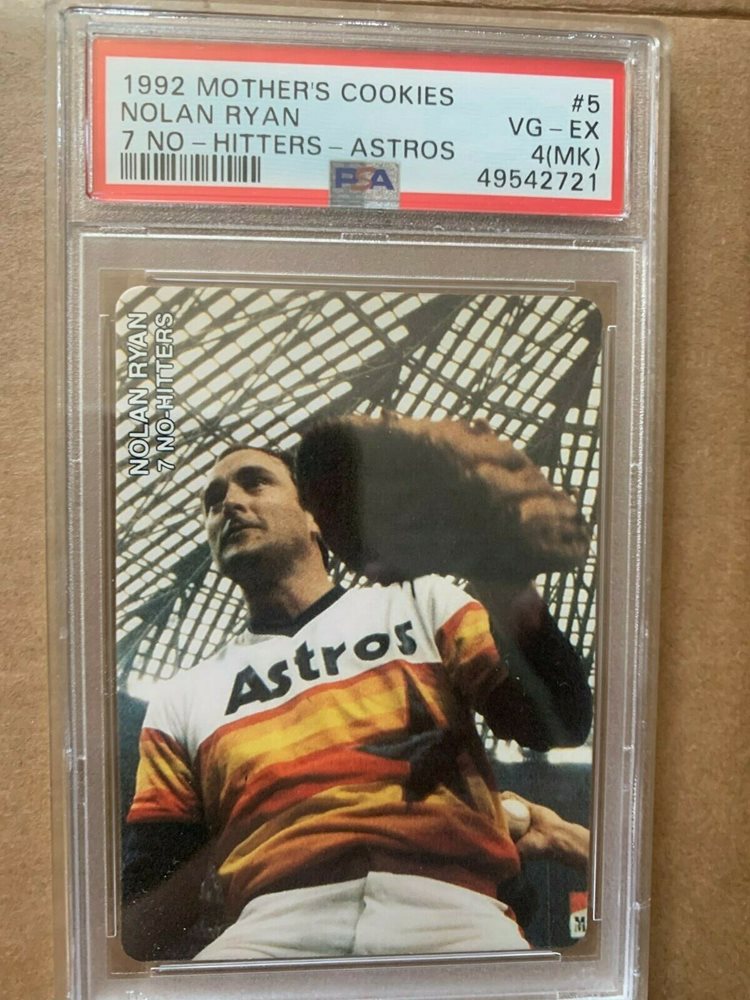 1992 MOTHER'S COOKIES #5
NOLAN RYAN VG - EX
7 NO - HITTERS - ASTROS 4(MK)
PSA 49542721
NOLAN RYAN
7 NO-HITTERS
Astros
M